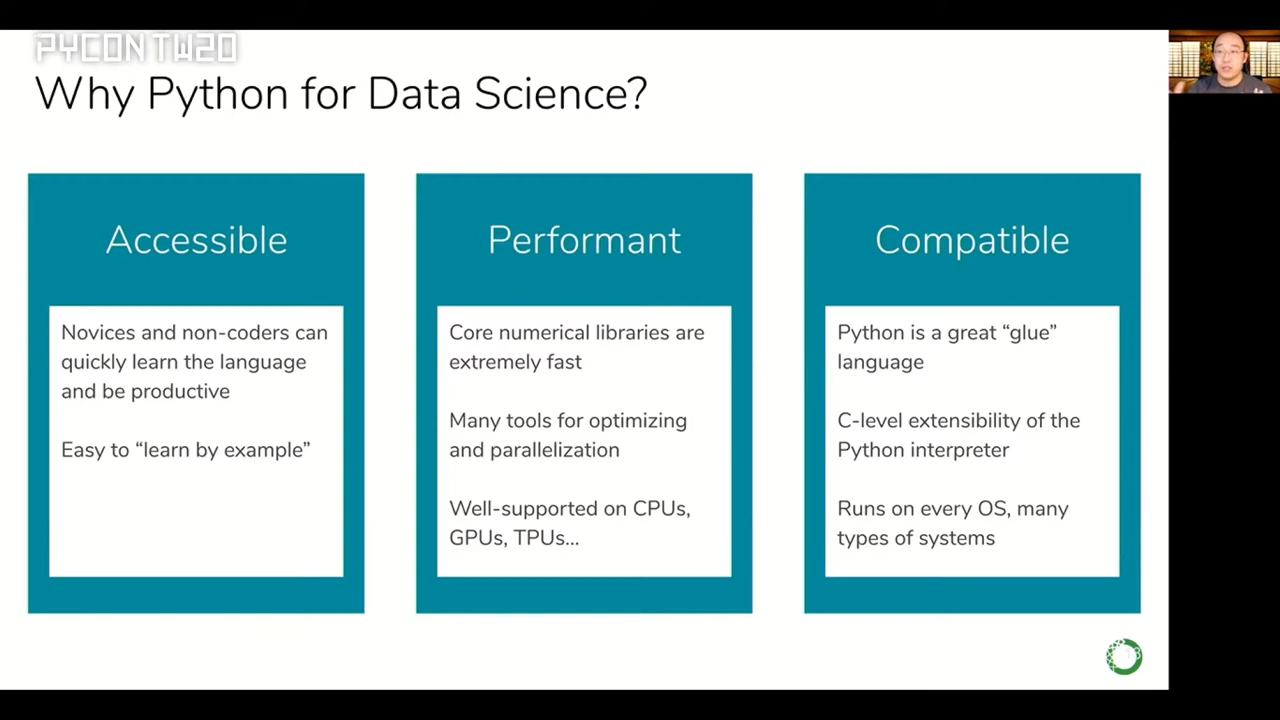 PYCON TW20
Why Python for Data Science?
Accessible
Novices and non-coders can
quickly learn the language
and be productive
Easy to “learn by example”
Performant
Core numerical libraries are
extremely fast
Many tools for optimizing
and parallelization
Well-supported on CPUs,
GPUs, TPUs...
Compatible
Python is a great “glue”
language
C-level extensibility of the
Python interpreter
Runs on every OS, many
types of systems